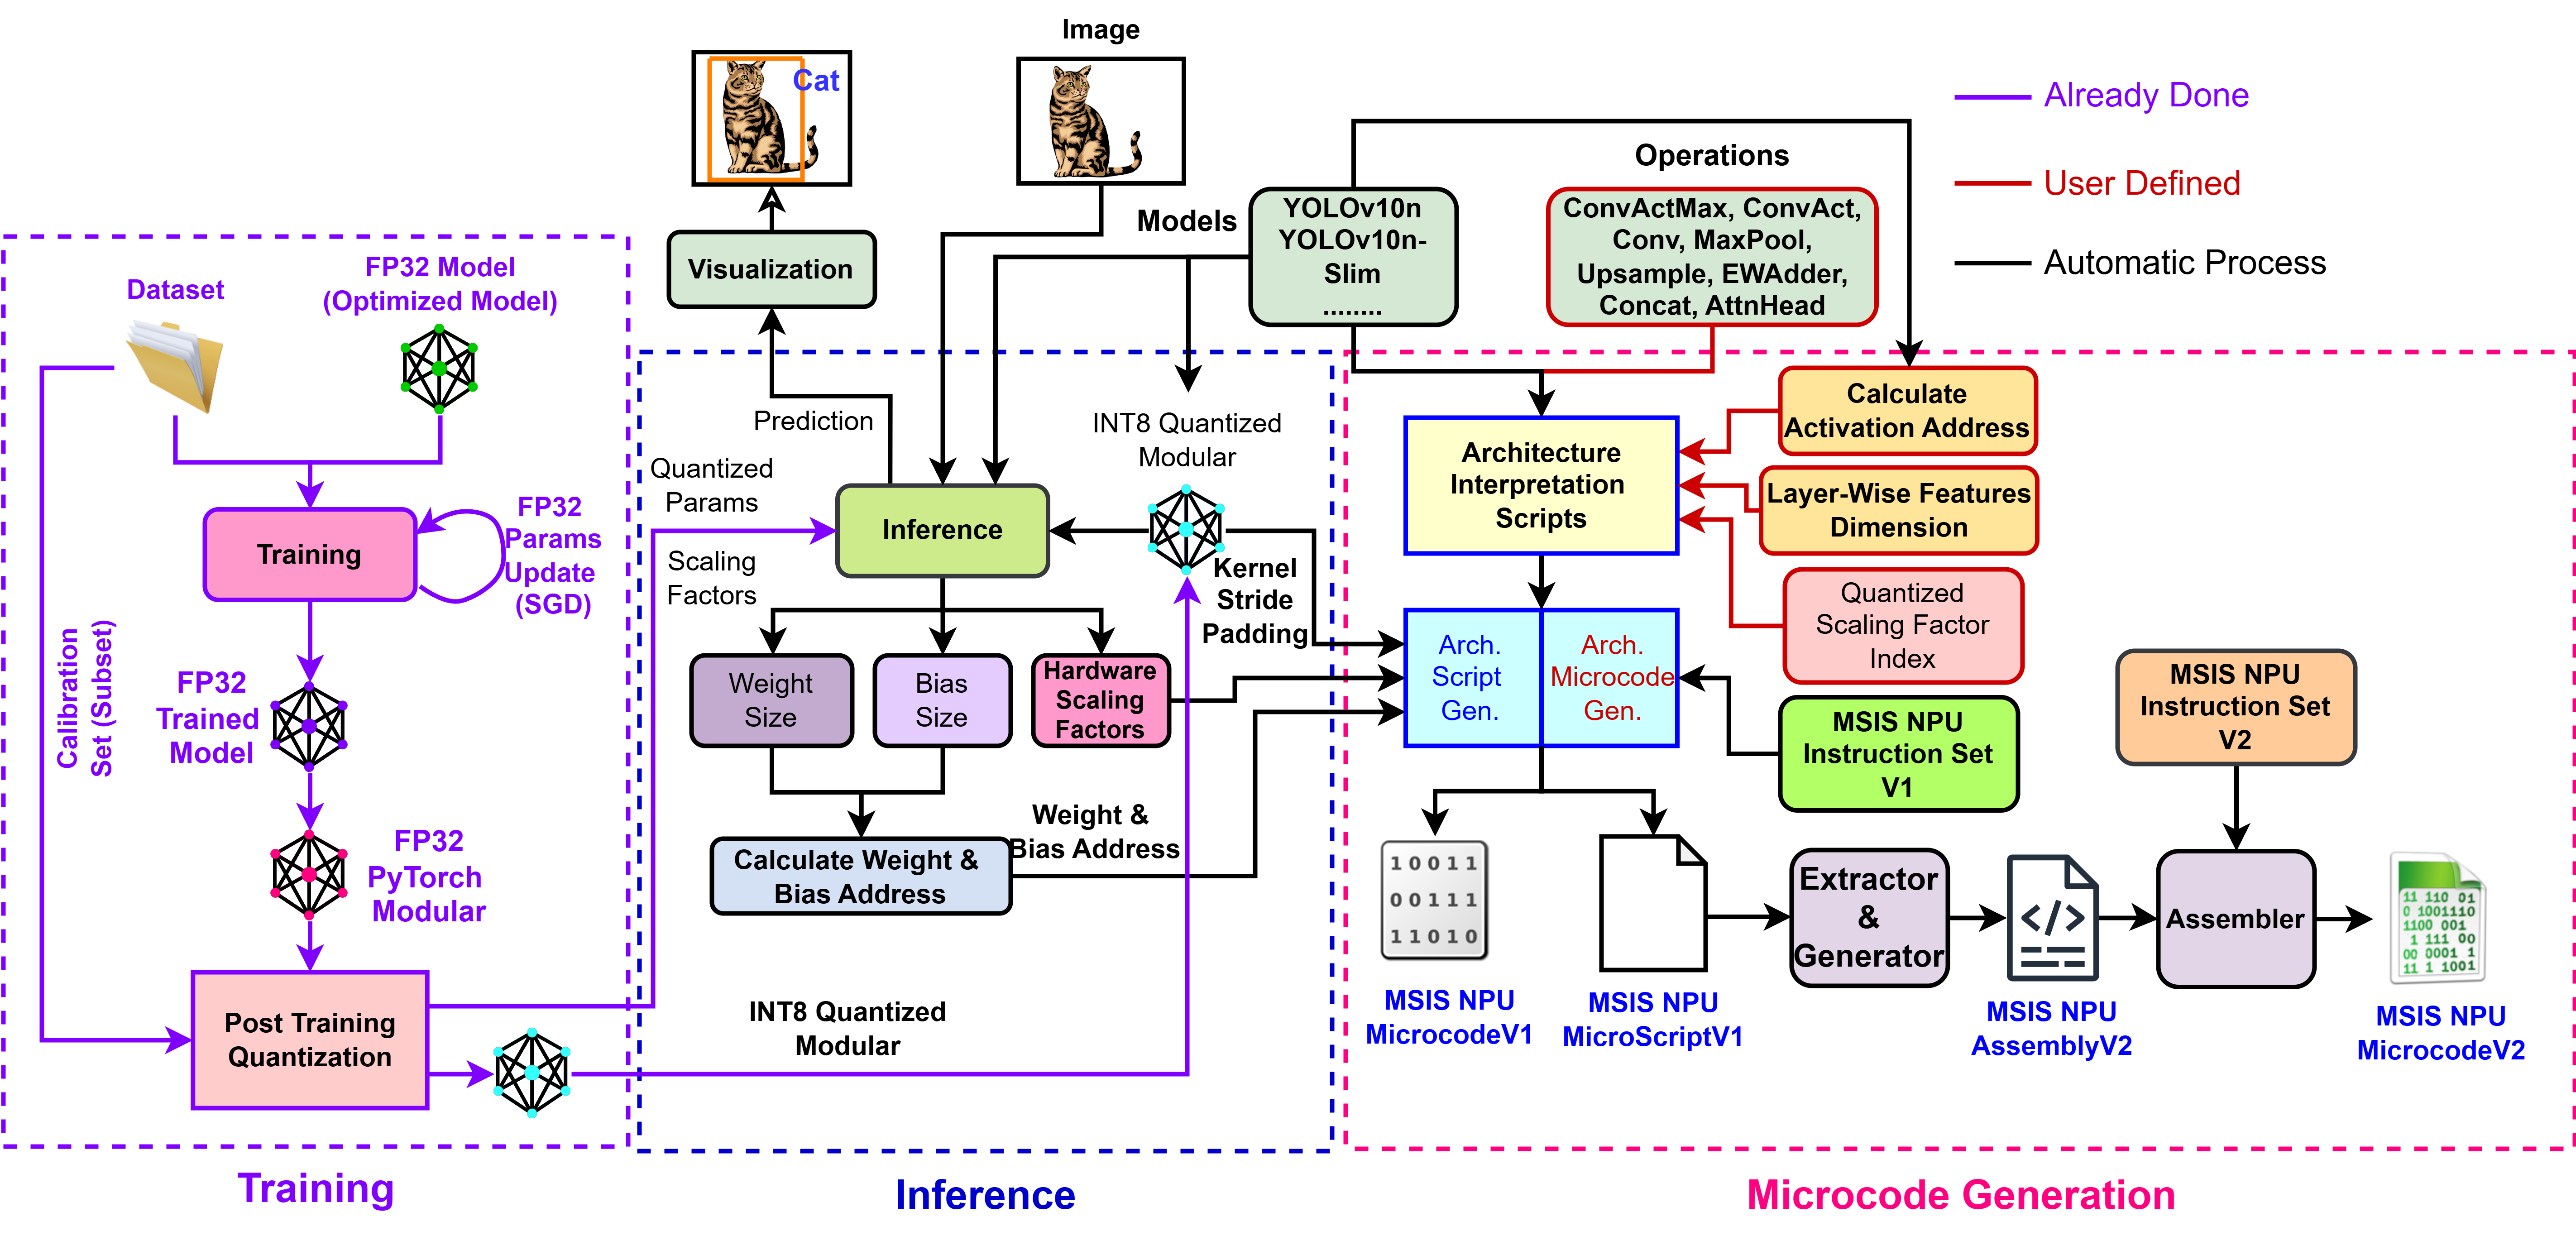 Image
Cat
Already Done
User Defined
Automatic Process
Operations
Models
YOLOv10n
YOLOv10n-
Slim
........
ConvActMax, ConvAct,
Conv, MaxPool,
Upsample, EWAdder,
Concat, AttnHead
Visualization
Dataset
FP32 Model
(Optimized Model)
Training
FP32
Params
Update
(SGD)
Calibration
Set (Subset)
FP32
Trained
Model
FP32
PyTorch
Modular
Post Training
Quantization
Training
Prediction
Quantized
Params
Scaling
Factors
Inference
INT8 Quantized
Modular
Kernel
Stride
Padding
Weight
Size
Bias
Size
Hardware
Scaling
Factors
Calculate Weight &
Bias Address
Weight &
Bias Address
INT8 Quantized
Modular
Inference
Architecture
Interpretation
Scripts
Calculate
Activation Address
Layer-Wise Features
Dimension
Quantized
Scaling Factor
Index
Arch.
Script
Gen.
Arch.
Microcode
Gen.
MSIS NPU
Instruction Set
V1
MSIS NPU
Instruction Set
V2
1 0 0 1 1
0 0 1 1 1
1 1 0 1 0
MSIS NPU
MicrocodeV1
MSIS NPU
MicroScriptV1
Extractor
&
Generator
</>
MSIS NPU
AssemblyV2
Assembler
11 110 01
0 1001110
1100 001
1 111 00
00 0001 1
11 1 1001
MSIS NPU
MicrocodeV2
Microcode Generation